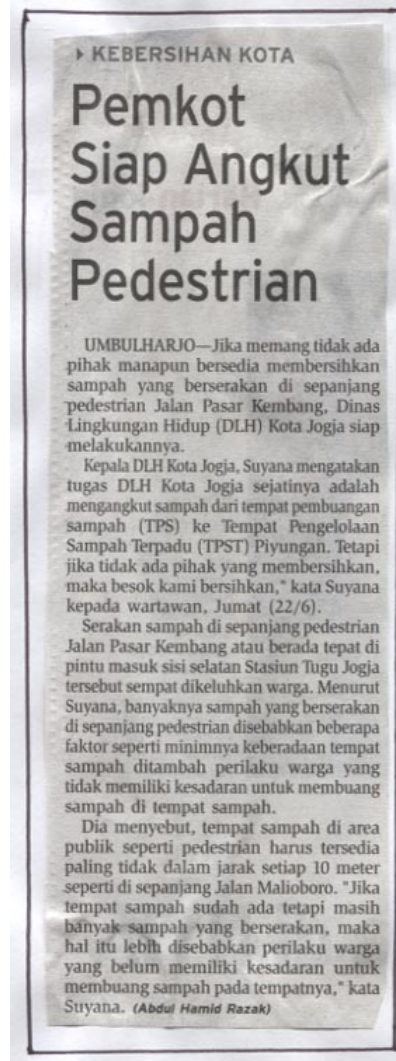 ▸ KEBERSIHAN KOTA
Pemkot
Siap Angkut
Sampah
Pedestrian
UMBULHARJO—Jika memang tidak ada
pihak manapun bersedia membersihkan
sampah yang berserakan di sepanjang
pedestrian Jalan Pasar Kembang, Dinas
Lingkungan Hidup (DLH) Kota Jogja siap
melakukannya.
Kepala DLH Kota Jogja, Suyana mengatakan
tugas DLH Kota Jogja sejatinya adalah
mengangkut sampah dari tempat pembuangan
sampah (TPS) ke Tempat Pengelolaan
Sampah Terpadu (TPST) Piyungan. Tetapi
jika tidak ada pihak yang membersihkan,
maka besok kami bersihkan," kata Suyana
kepada wartawan, Jumat (22/6).
Serakan sampah di sepanjang pedestrian
Jalan Pasar Kembang atau berada tepat di
pintu masuk sisi selatan Stasiun Tugu Jogja
tersebut sempat dikeluhkan warga. Menurut
Suyana, banyaknya sampah yang berserakan
di sepanjang pedestrian disebabkan beberapa
faktor seperti minimnya keberadaan tempat
sampah ditambah perilaku warga yang
tidak memiliki kesadaran untuk membuang
sampah di tempat sampah.
Dia menyebut, tempat sampah di area
publik seperti pedestrian harus tersedia
paling tidak dalam jarak setiap 10 meter
seperti di sepanjang Jalan Malioboro. "Jika
tempat sampah sudah ada tetapi masih
banyak sampah yang berserakan, maka
hal itu lebih disebabkan perilaku warga
yang belum memiliki kesadaran untuk
membuang sampah pada tempatnya," kata
Suyana. (Abdul Hamid Razak)